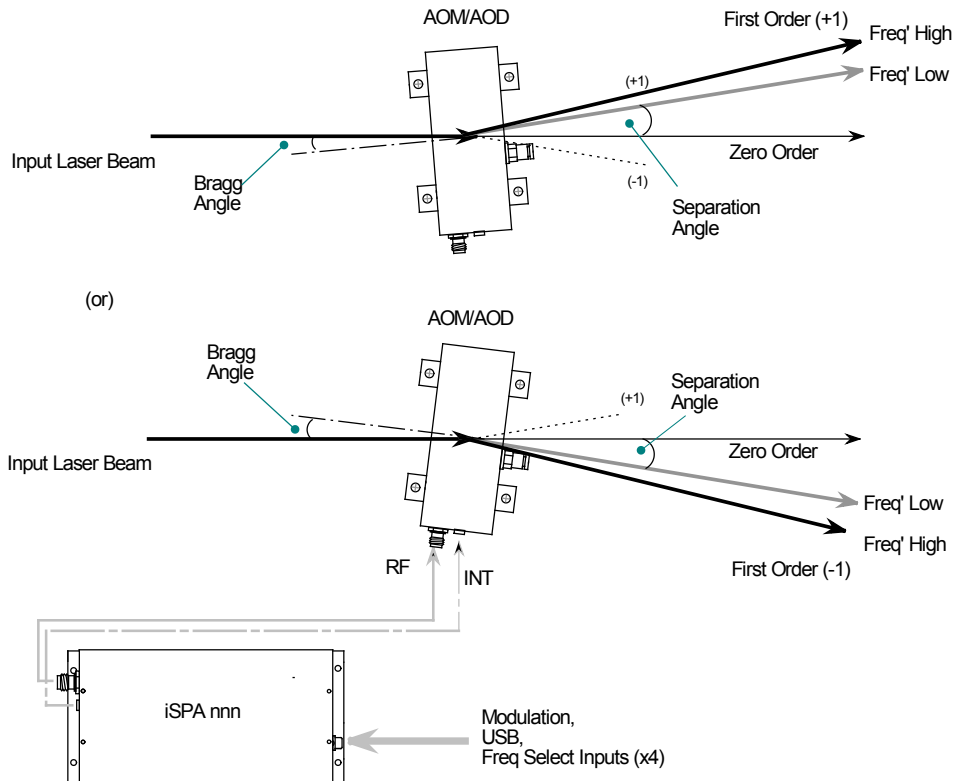 AOM/AOD
First Order (+1)
Freq' High
Freq' Low
(+1)
Input Laser Beam
Zero Order
Bragg
Angle
(-1)
Separation
Angle
(or)
AOM/AOD
Bragg
Angle
Separation
Angle
(+1)
Input Laser Beam
Zero Order
Freq' Low
Freq' High
First Order (-1)
RF
INT
iSPA nnn
Modulation,
USB,
Freq Select Inputs (x4)